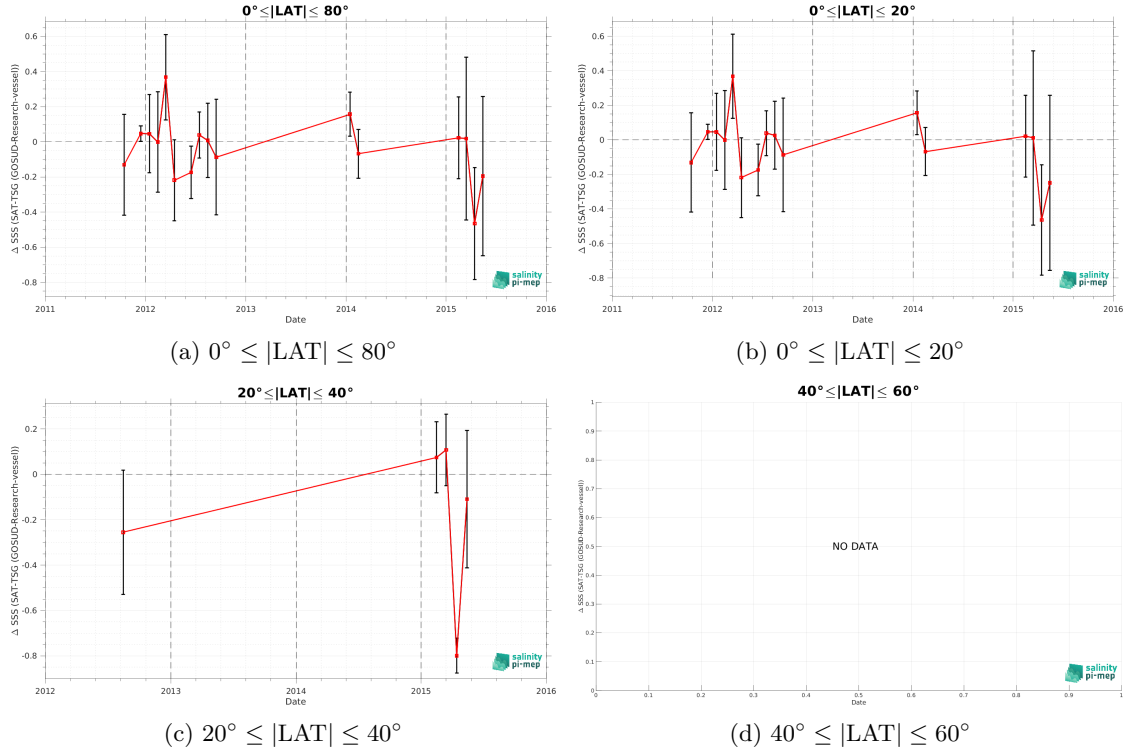 0°≤|LAT|≤ 80°
Δ SSS (SAT-TSG (GOSUD-Research-vessel))
0.6
0.4
0.2
0
-0.2
-0.4
-0.6
-0.8
2011 2012 2013 2014 2015 2016
Date
salinity
pi-mep
(a) 0° ≤ |LAT| ≤ 80°
0°≤|LAT|≤ 20°
Δ SSS (SAT-TSG (GOSUD-Research-vessel))
0.6
0.4
0.2
0
-0.2
-0.4
-0.6
-0.8
2011 2012 2013 2014 2015 2016
Date
salinity
pi-mep
(b) 0° ≤ |LAT| ≤ 20°
20°≤|LAT|≤ 40°
Δ SSS (SAT-TSG (GOSUD-Research-vessel))
0.2
0
-0.2
-0.4
-0.6
-0.8
2012 2013 2014 2015 2016
Date
salinity
pi-mep
(c) 20° ≤ |LAT| ≤ 40°
40°≤|LAT|≤ 60°
Δ SSS (SAT-TSG (GOSUD-Research-vessel))
1
0.9
0.8
0.7
0.6
0.5
0.4
0.3
0.2
0.1
0
NO DATA
0 0.1 0.2 0.3 0.4 0.5 0.6 0.7 0.8 0.9 1
Date
salinity
pi-mep
(d) 40° ≤ |LAT| ≤ 60°